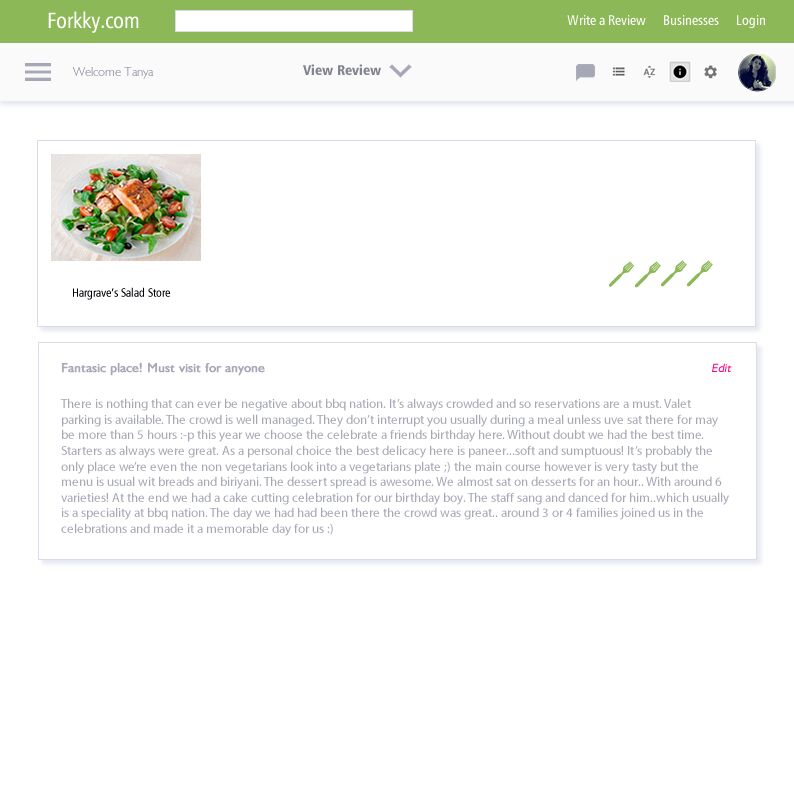 Forkky.com
Write a Review Businesses Login
Welcome Tanya
View Review
AZ
Hargrave's Salad Store
Fantasic place! Must visit for anyone
Edit
There is nothing that can ever be negative about bbq nation. It's always crowded and so reservations are a must. Valet
parking is available. The crowd is well managed. They don't interrupt you usually during a meal unless uve sat there for may
be more than 5 hours :-p this year we choose the celebrate a friends birthday here. Without doubt we had the best time.
Starters as always were great. As a personal choice the best delicacy here is paneer...soft and sumptuous! It's probably the
only place we're even the non vegetarians look into a vegetarians plate ;) the main course however is very tasty but the
menu is usual wit breads and biriyani. The dessert spread is awesome. We almost sat on desserts for an hour.. With around 6
varieties! At the end we had a cake cutting celebration for our birthday boy. The staff sang and danced for him..which usually
is a speciality at bbq nation. The day we had had been there the crowd was great.. around 3 or 4 families joined us in the
celebrations and made it a memorable day for us :)